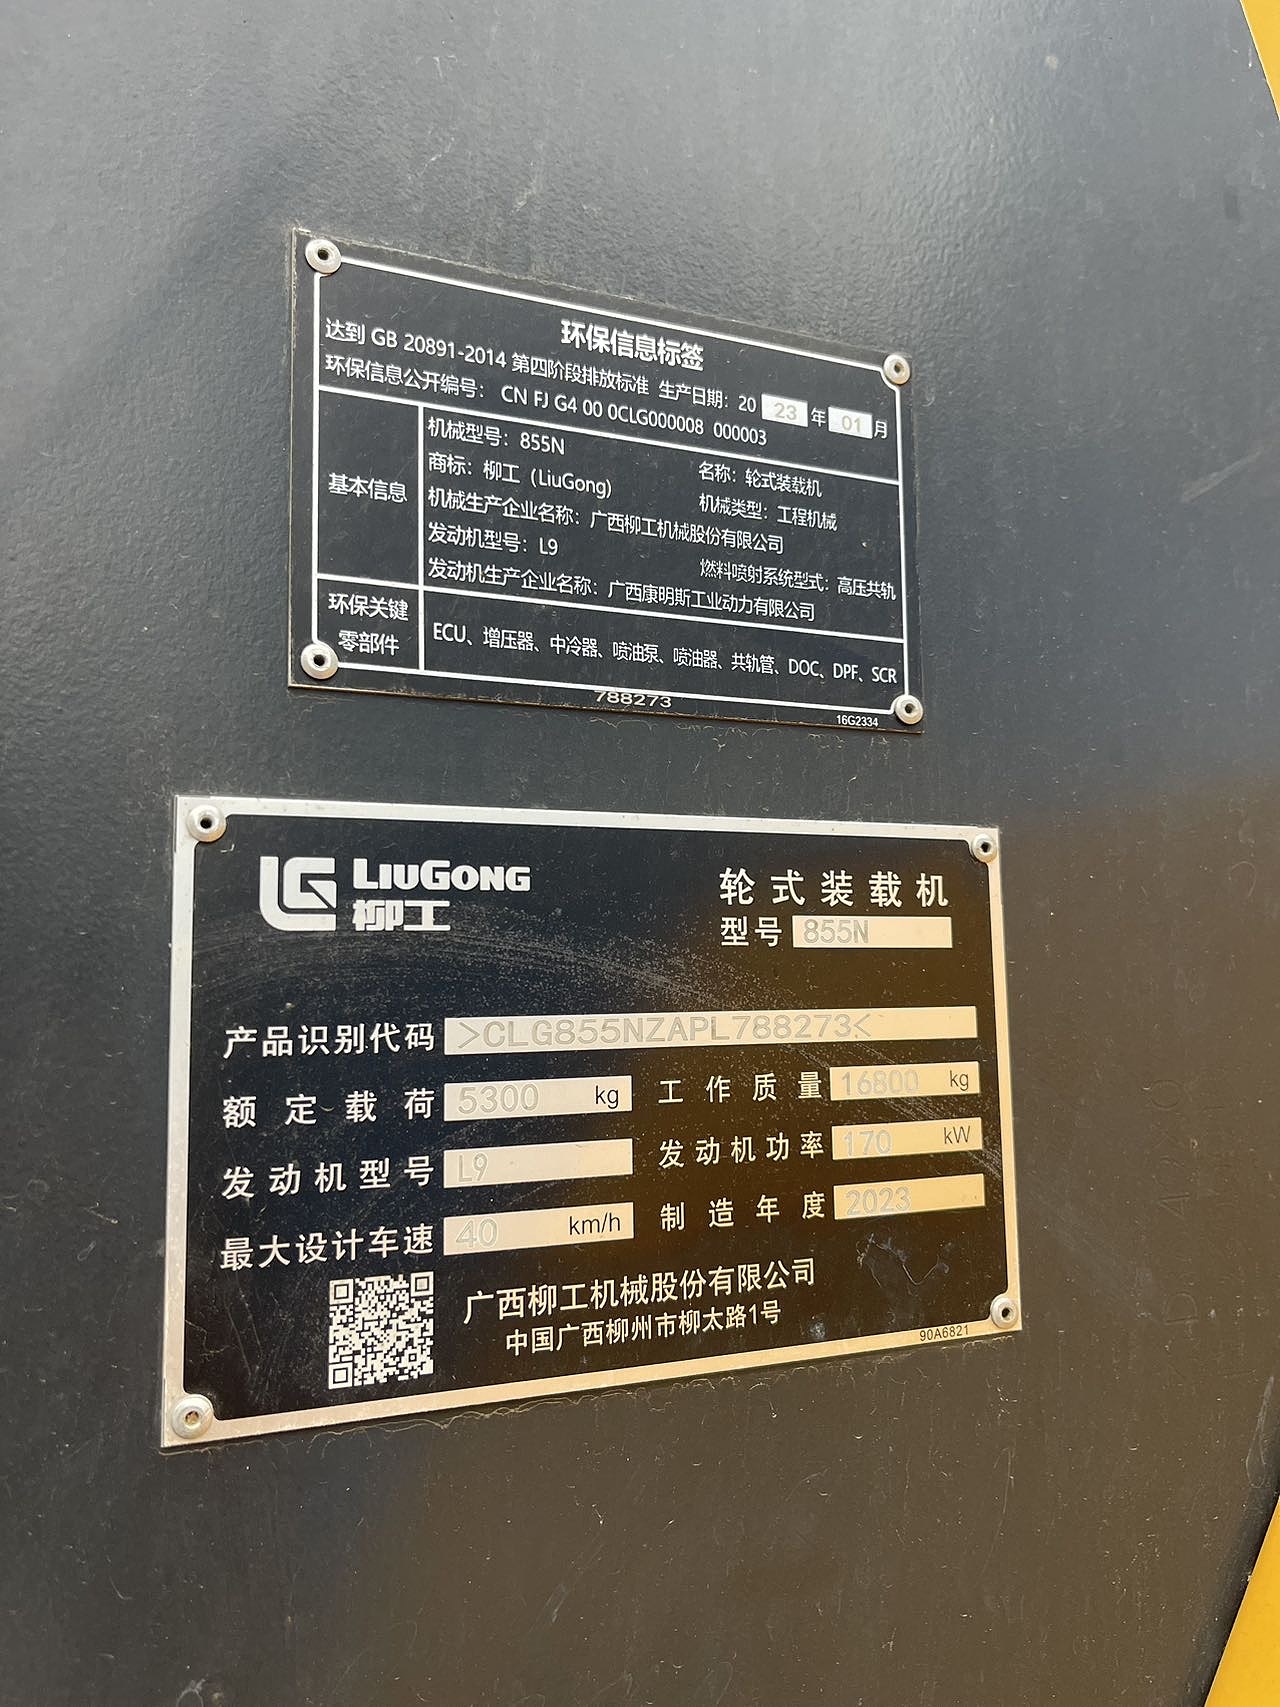 环保信息标签
达到 GB 20891-2014 第四阶段排放标准 生产日期：2023年01月
环保信息公开编号：CN FJ G4 00 0CLG000008 000003
基本信息
机械型号：855N 名称：轮式装载机
商标：柳工（LiuGong） 机械类型：工程机械
机械生产企业名称：广西柳工机械股份有限公司
发动机型号：L9 燃料喷射系统型式：高压共轨
发动机生产企业名称：广西康明斯工业动力有限公司
环保关键
零部件
ECU、增压器、中冷器、喷油泵、喷油器、共轨管、DOC、DPF、SCR
788273
16G2334
LIUGONG
柳工
轮式装载机
型号 855N
产品识别代码 >CLG855NZAPL788273<
额定载荷 5300 kg 工作质量 16800 kg
发动机型号 L9 发动机功率 170 kW
最大设计车速 40 km/h 制造年度 2023
广西柳工机械股份有限公司
中国广西柳州市柳太路1号
90A6821